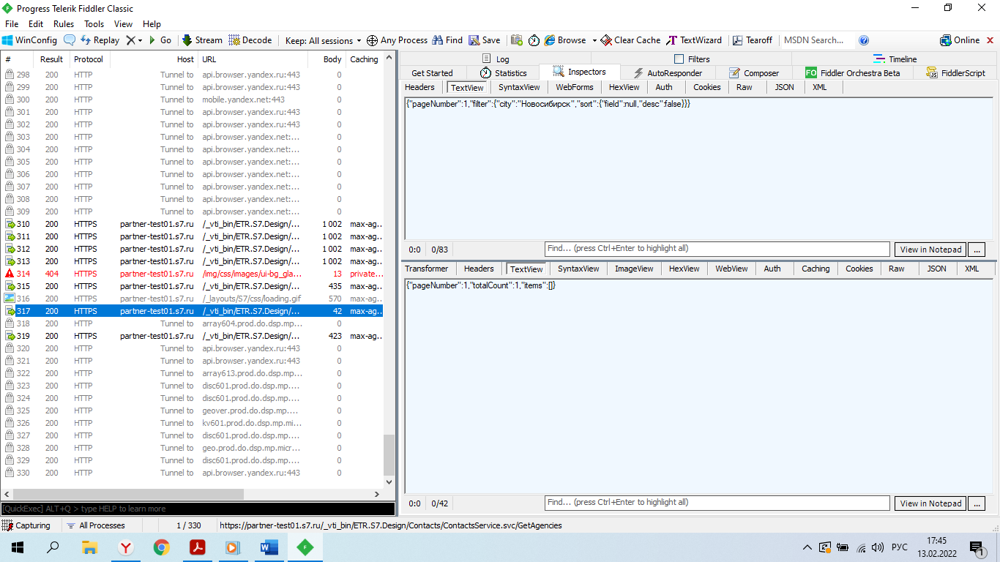 Progress Telerik Fiddler Classic
File Edit Rules Tools View Help
WinConfig Replay Go Stream Decode Keep: All sessions Any Process Find Save Browse Clear Cache TextWizard Tearoff MSDN Search... Online
# Result Protocol Host URL Body Caching
298 200 HTTP Tunnel to api.browser.yandex.ru:443 0
299 200 HTTP Tunnel to api.browser.yandex.ru:443 0
300 200 HTTP Tunnel to mobile.yandex.net:443 0
301 200 HTTP Tunnel to api.browser.yandex.ru:443 0
302 200 HTTP Tunnel to api.browser.yandex.ru:443 0
303 200 HTTP Tunnel to api.browser.yandex.net:... 0
304 200 HTTP Tunnel to api.browser.yandex.net:... 0
305 200 HTTP Tunnel to api.browser.yandex.net:... 0
306 200 HTTP Tunnel to api.browser.yandex.net:... 0
307 200 HTTP Tunnel to api.browser.yandex.net:... 0
308 200 HTTP Tunnel to api.browser.yandex.net:... 0
309 200 HTTP Tunnel to api.browser.yandex.net:... 0
310 200 HTTPS partner-test01.s7.ru /_vti_bin/ETR.S7.Design/... 1 002 max-ag...
311 200 HTTPS partner-test01.s7.ru /_vti_bin/ETR.S7.Design/... 1 002 max-ag...
312 200 HTTPS partner-test01.s7.ru /_vti_bin/ETR.S7.Design/... 1 002 max-ag...
313 200 HTTPS partner-test01.s7.ru /_vti_bin/ETR.S7.Design/... 1 002 max-ag...
314 404 HTTPS partner-test01.s7.ru /img/css/images/ui-bg_gla... 13 private...
315 200 HTTPS partner-test01.s7.ru /_vti_bin/ETR.S7.Design/... 435 max-ag...
316 200 HTTPS partner-test01.s7.ru /_layouts/S7/css/loading.gif 570 max-ag...
317 200 HTTPS partner-test01.s7.ru /_vti_bin/ETR.S7.Design/... 42 max-ag...
318 200 HTTP Tunnel to array604.prod.do.dsp.mp.... 0
319 200 HTTPS partner-test01.s7.ru /_vti_bin/ETR.S7.Design/... 423 max-ag...
320 200 HTTP Tunnel to api.browser.yandex.ru:443 0
321 200 HTTP Tunnel to api.browser.yandex.ru:443 0
322 200 HTTP Tunnel to array613.prod.do.dsp.mp.... 0
323 200 HTTP Tunnel to disc601.prod.do.dsp.mp.... 0
324 200 HTTP Tunnel to disc601.prod.do.dsp.mp.... 0
325 200 HTTP Tunnel to geover.prod.do.dsp.mp.... 0
326 200 HTTP Tunnel to kv601.prod.do.dsp.mp.mi... 0
327 200 HTTP Tunnel to disc601.prod.do.dsp.mp.... 0
328 200 HTTP Tunnel to geo.prod.do.dsp.mp.micr... 0
329 200 HTTP Tunnel to disc601.prod.do.dsp.mp.... 0
330 200 HTTP Tunnel to api.browser.yandex.ru:443 0
[QuickExec] ALT+Q > type HELP to learn more
Log Filters Timeline
Get Started Statistics Inspectors AutoResponder Composer FO Fiddler Orchestra Beta FiddlerScript
Headers TextView SyntaxView WebForms HexView Auth Cookies Raw JSON XML
{"pageNumber":1,"filter":{"city":"Новосибирск","sort":{"field":null,"desc":false}}}
0:0 0/83 Find... (press Ctrl+Enter to highlight all) View in Notepad ...
Transformer Headers TextView SyntaxView ImageView HexView WebView Auth Caching Cookies Raw JSON XML
{"pageNumber":1,"totalCount":1,"items":[]}
0:0 0/42 Find... (press Ctrl+Enter to highlight all) View in Notepad ...
Capturing All Processes 1 / 330 https://partner-test01.s7.ru/_vti_bin/ETR.S7.Design/Contacts/ContactsService.svc/GetAgencies
РУС 17:45
13.02.2022 1